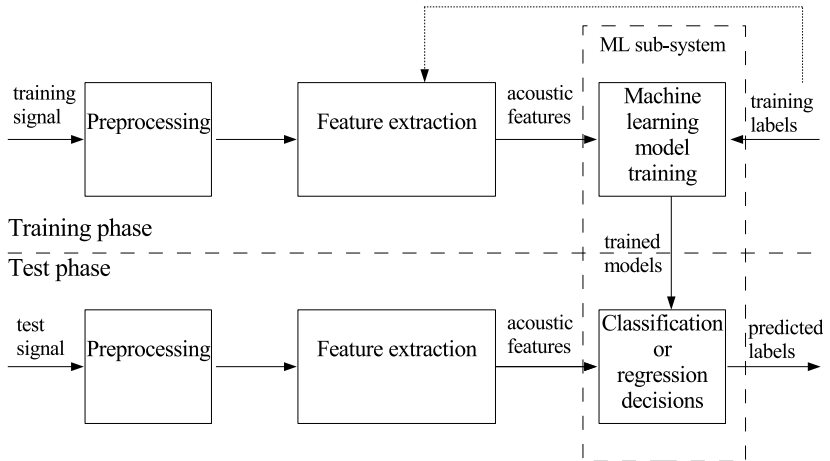 ML sub-system
training
signal
Preprocessing
Feature extraction
acoustic
features
Machine
learning
model
training
training
labels
Training phase
trained
models
Test phase
test
signal
Preprocessing
Feature extraction
acoustic
features
Classification
or
regression
decisions
predicted
labels